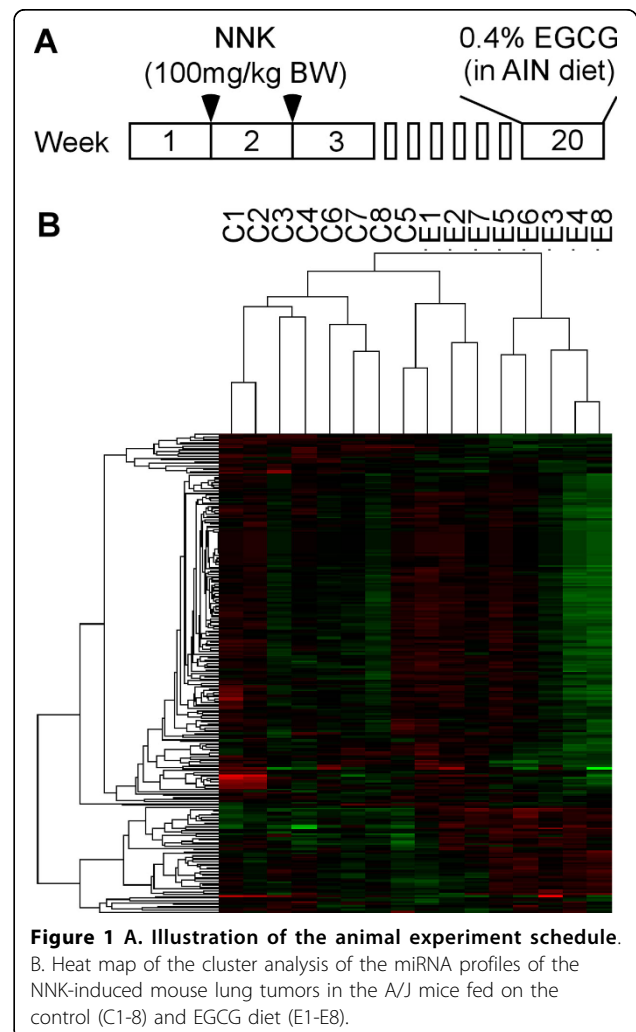 A
NNK
(100mg/kg BW)
0.4% EGCG
(in AIN diet)
Week 1 2 3 20
B
C1 C2 C3 C4 C6 C7 C8 C5 E1 E2 E7 E5 E6 E3 E4 E8
Figure 1 A. Illustration of the animal experiment schedule.
B. Heat map of the cluster analysis of the miRNA profiles of the
NNK-induced mouse lung tumors in the A/J mice fed on the
control (C1-8) and EGCG diet (E1-E8).